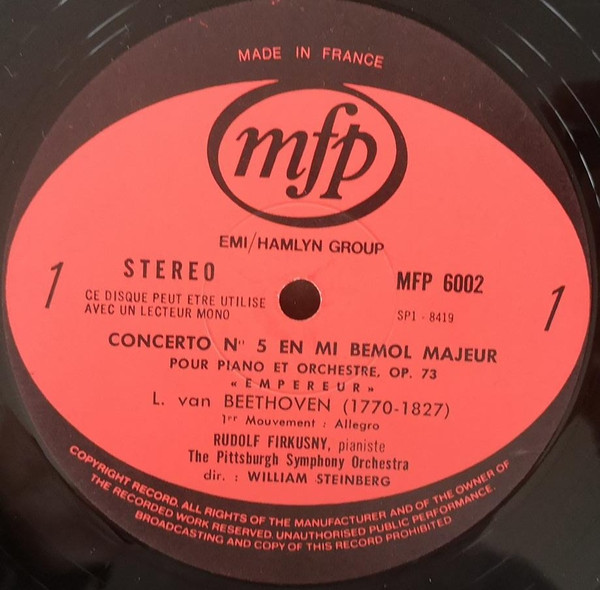 MADE IN FRANCE
mfp
EMI/HAMLYN GROUP
STEREO
MFP 6002
1
CE DISQUE PEUT ETRE UTILISE
AVEC UN LECTEUR MONO
SP1 - 8419
1
CONCERTO N° 5 EN MI BEMOL MAJEUR
POUR PIANO ET ORCHESTRE, OP. 73
« EMPEREUR »
L. van BEETHOVEN (1770-1827)
1er Mouvement : Allegro
RUDOLF FIRKUSNY, pianiste
The Pittsburgh Symphony Orchestra
dir. : WILLIAM STEINBERG
COPYRIGHT RECORD. ALL RIGHTS OF THE MANUFACTURER AND OF THE OWNER OF
THE RECORDED WORK RESERVED. UNAUTHORISED PUBLIC PERFORMANCE.
BROADCASTING AND COPY OF THIS RECORD PROHIBITED